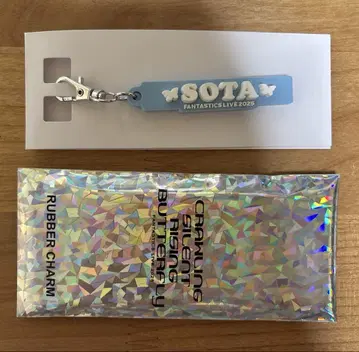 SOTA
FANTASTICS LIVE 2025
CRAWLING
SILENT
RISING
BUTTERFLY
RUBBER CHARM